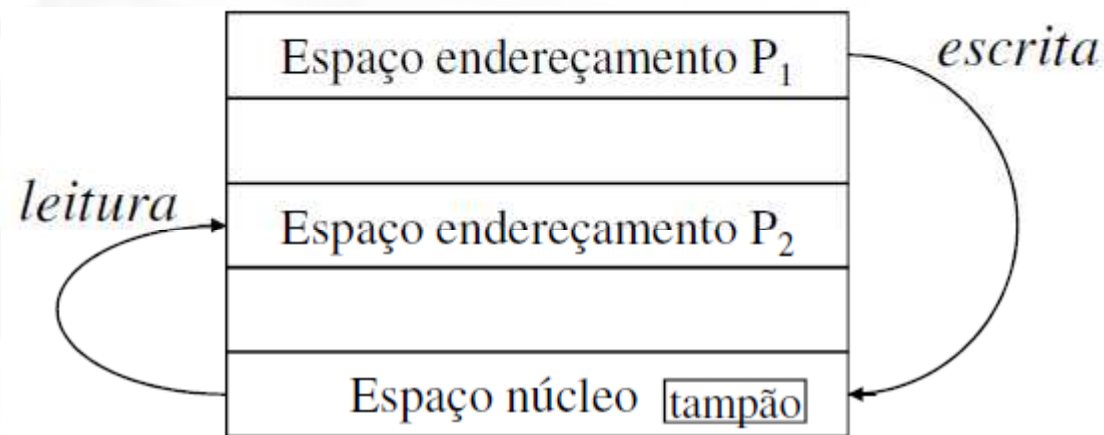 Espaço endereçamento P₁
escrita
leitura
Espaço endereçamento P₂
Espaço núcleo tampão